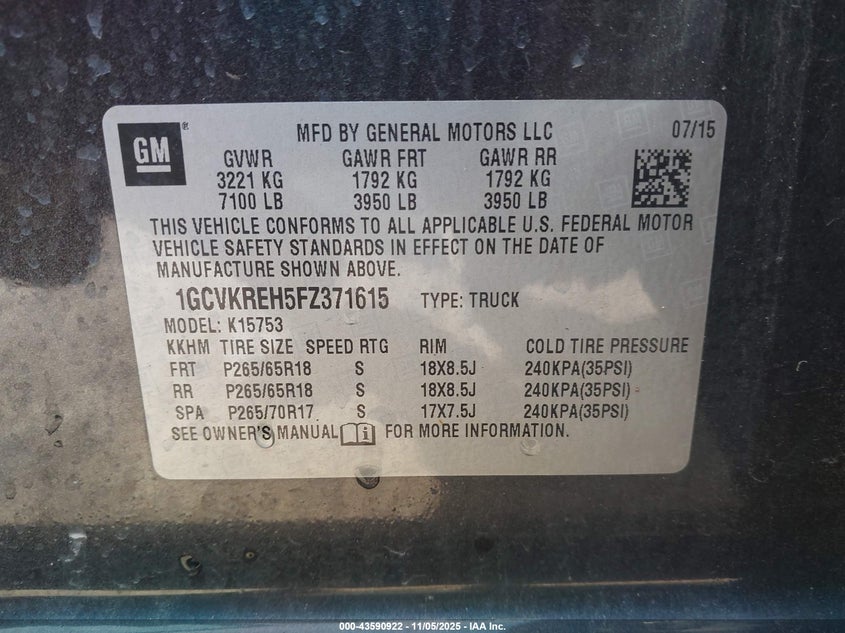 GM ®
MFD BY GENERAL MOTORS LLC 07/15
GVWR GAWR FRT GAWR RR
3221 KG 1792 KG 1792 KG
7100 LB 3950 LB 3950 LB
THIS VEHICLE CONFORMS TO ALL APPLICABLE U.S. FEDERAL MOTOR
VEHICLE SAFETY STANDARDS IN EFFECT ON THE DATE OF
MANUFACTURE SHOWN ABOVE.
1GCVKREH5FZ371615 TYPE: TRUCK
MODEL: K15753
KKHM TIRE SIZE SPEED RTG RIM COLD TIRE PRESSURE
FRT P265/65R18 S 18X8.5J 240KPA(35PSI)
RR P265/65R18 S 18X8.5J 240KPA(35PSI)
SPA P265/70R17 S 17X7.5J 240KPA(35PSI)
SEE OWNER'S MANUAL i FOR MORE INFORMATION.
000-43590922 - 11/05/2025 - IAA Inc.